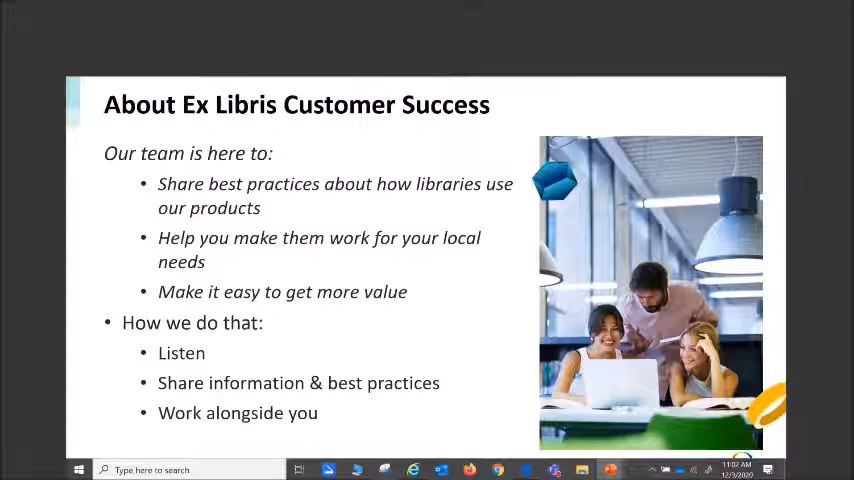 About Ex Libris Customer Success
Our team is here to:
• Share best practices about how libraries use
our products
• Help you make them work for your local
needs
• Make it easy to get more value
• How we do that:
• Listen
• Share information & best practices
• Work alongside you
Type here to search
11:02 AM
12/3/2020